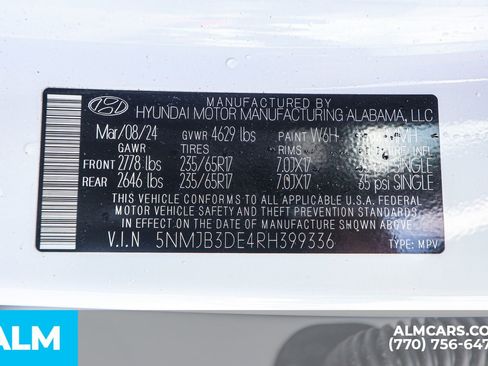 MANUFACTURED BY
HYUNDAI MOTOR MANUFACTURING ALABAMA, LLC
Mar/08/24 GVWR 4629 lbs PAINT W6H
GAWR TIRES RIMS
FRONT 2778 lbs 235/65R17 7.0JX17 SINGLE
REAR 2646 lbs 235/65R17 7.0JX17 35 psi SINGLE
THIS VEHICLE CONFORMS TO ALL APPLICABLE U.S.A. FEDERAL
MOTOR VEHICLE SAFETY AND THEFT PREVENTION STANDARDS
IN EFFECT ON THE DATE OF MANUFACTURE SHOWN ABOVE.
V.I.N 5NMJB3DE4RH399336 TYPE: MPV
ALM
ALMCARS.CO
(770) 756-647